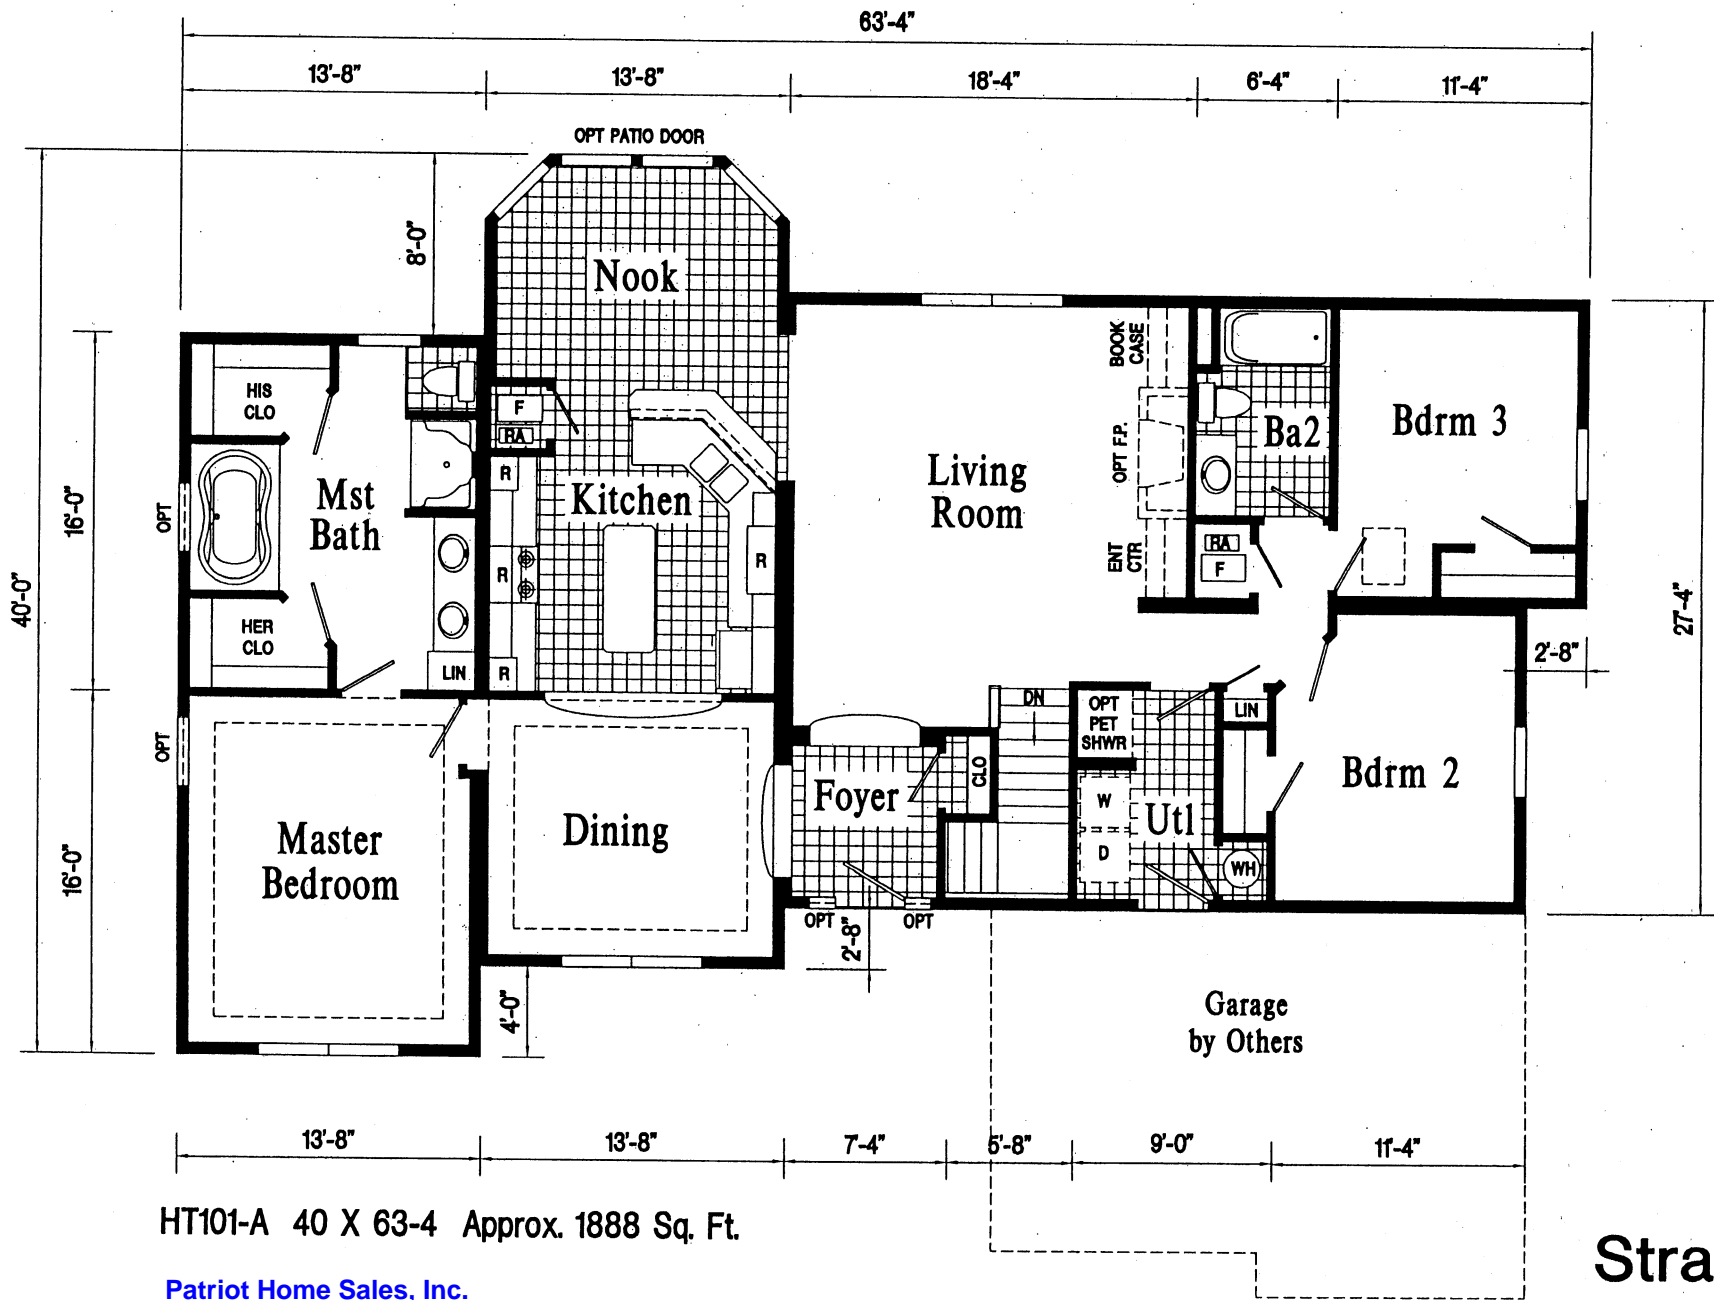 63'-4"
13'-8" 13'-8" 18'-4" 6'-4" 11'-4"
OPT PATIO DOOR
8'-0"
Nook
BOOK
CASE
HIS
CLO
F
RA
Ba2
Bdrm 3
R
OPT F.P.
Living
Room
Mst
Bath
Kitchen
16'-0"
OPT
R
R
ENT
CTR
RA
F
40'-0"
27'-4"
HER
CLO
LIN
R
2'-8"
DN
OPT
PET
SHWR
LIN
OPT
Foyer
CLO
W
Utl
Bdrm 2
Master
Bedroom
Dining
D
WH
16'-0"
OPT
OPT
2'-8"
4'-0"
Garage
by Others
13'-8" 13'-8" 7'-4" 5'-8" 9'-0" 11'-4"
HT101-A 40 X 63-4 Approx. 1888 Sq. Ft.
Stra
Patriot Home Sales, Inc.